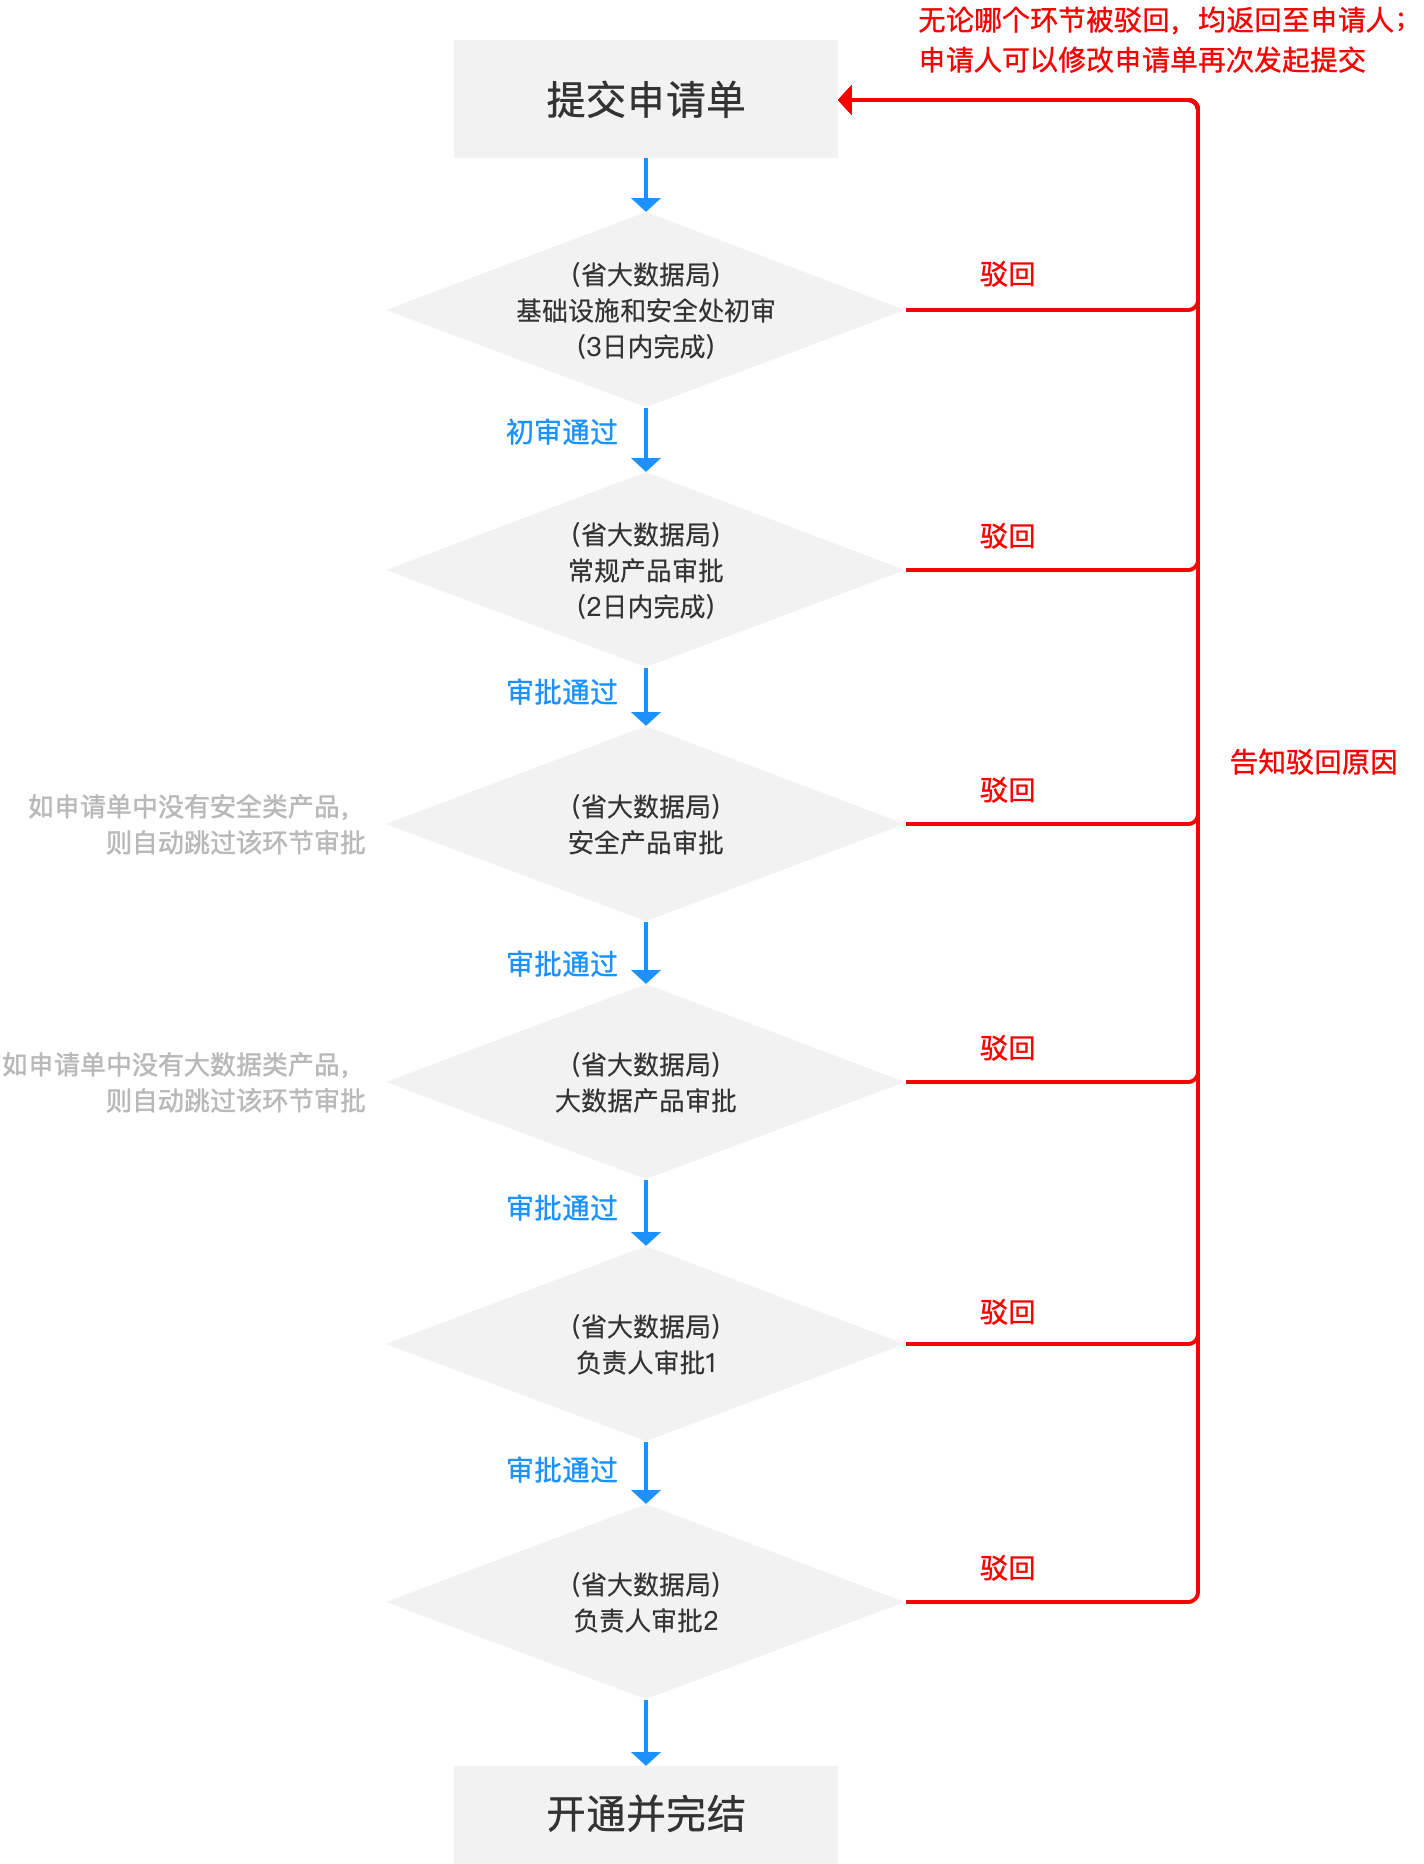 无论哪个环节被驳回，均返回至申请人；
申请人可以修改申请单再次发起提交
提交申请单
（省大数据局）
基础设施和安全处初审
（3日内完成）
驳回
初审通过
（省大数据局）
常规产品审批
（2日内完成）
驳回
审批通过
告知驳回原因
如申请单中没有安全类产品，
则自动跳过该环节审批
（省大数据局）
安全产品审批
驳回
审批通过
如申请单中没有大数据类产品，
则自动跳过该环节审批
（省大数据局）
大数据产品审批
驳回
审批通过
（省大数据局）
负责人审批1
驳回
审批通过
（省大数据局）
负责人审批2
驳回
开通并完结